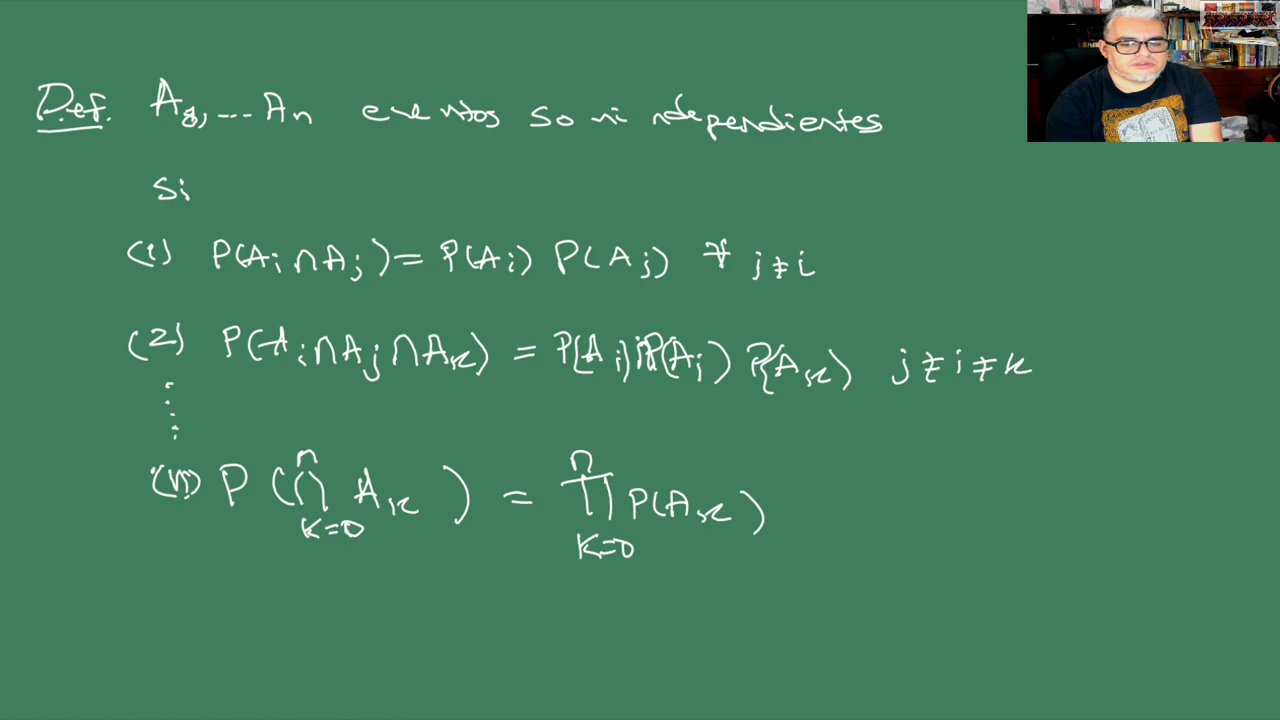 Def. A₀, ... Aₙ eventos son independientes
si
(1) P(Aᵢ ∩ Aⱼ) = P(Aᵢ) P(Aⱼ) ∀ j ≠ i
(2) P(Aᵢ ∩ Aⱼ ∩ Aₖ) = P(Aᵢ) P(Aⱼ) P(Aₖ) j ≠ i ≠ k
⋮
(n) P(⋂ₖ₌₀ⁿ Aₖ) = ∏ₖ₌₀ⁿ P(Aₖ)